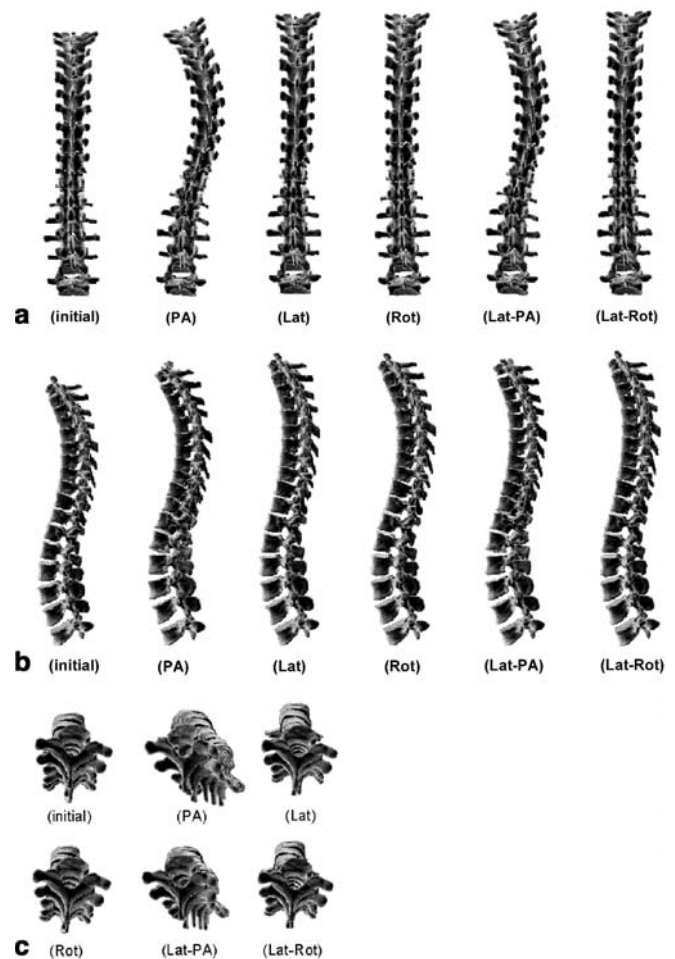 a (initial) (PA) (Lat) (Rot) (Lat-PA) (Lat-Rot)
b (initial) (PA) (Lat) (Rot) (Lat-PA) (Lat-Rot)
(initial) (PA) (Lat)
c (Rot) (Lat-PA) (Lat-Rot)